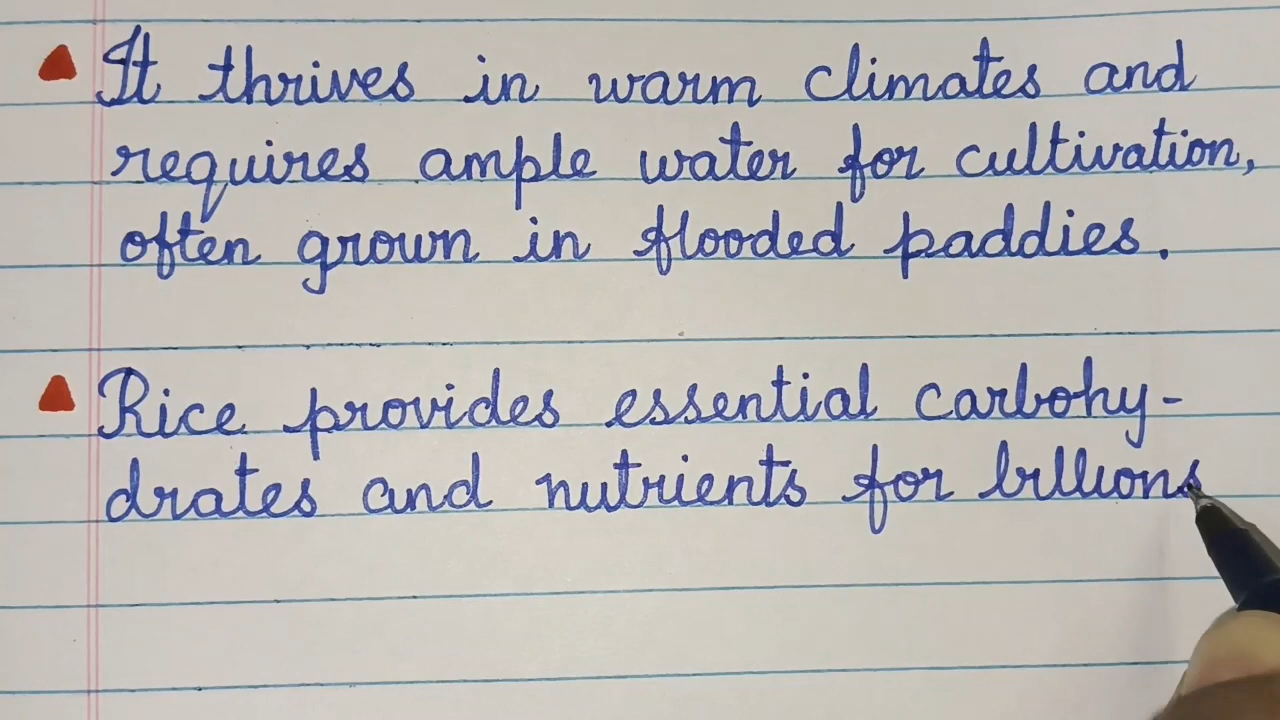 It thrives in warm climates and
requires ample water for cultivation,
often grown in flooded paddies.
Rice provides essential carbohy-
drates and nutrients for billions